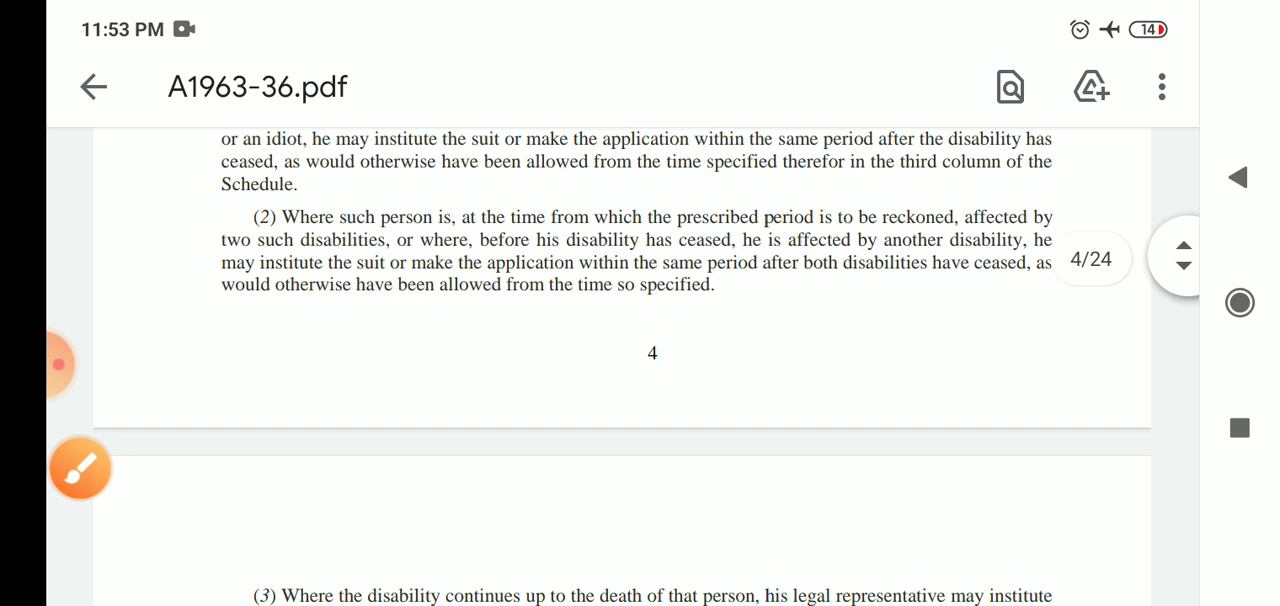 11:53 PM
14
A1963-36.pdf
or an idiot, he may institute the suit or make the application within the same period after the disability has
ceased, as would otherwise have been allowed from the time specified therefor in the third column of the
Schedule.
(2) Where such person is, at the time from which the prescribed period is to be reckoned, affected by
two such disabilities, or where, before his disability has ceased, he is affected by another disability, he
may institute the suit or make the application within the same period after both disabilities have ceased, as
would otherwise have been allowed from the time so specified.
4/24
4
(3) Where the disability continues up to the death of that person, his legal representative may institute